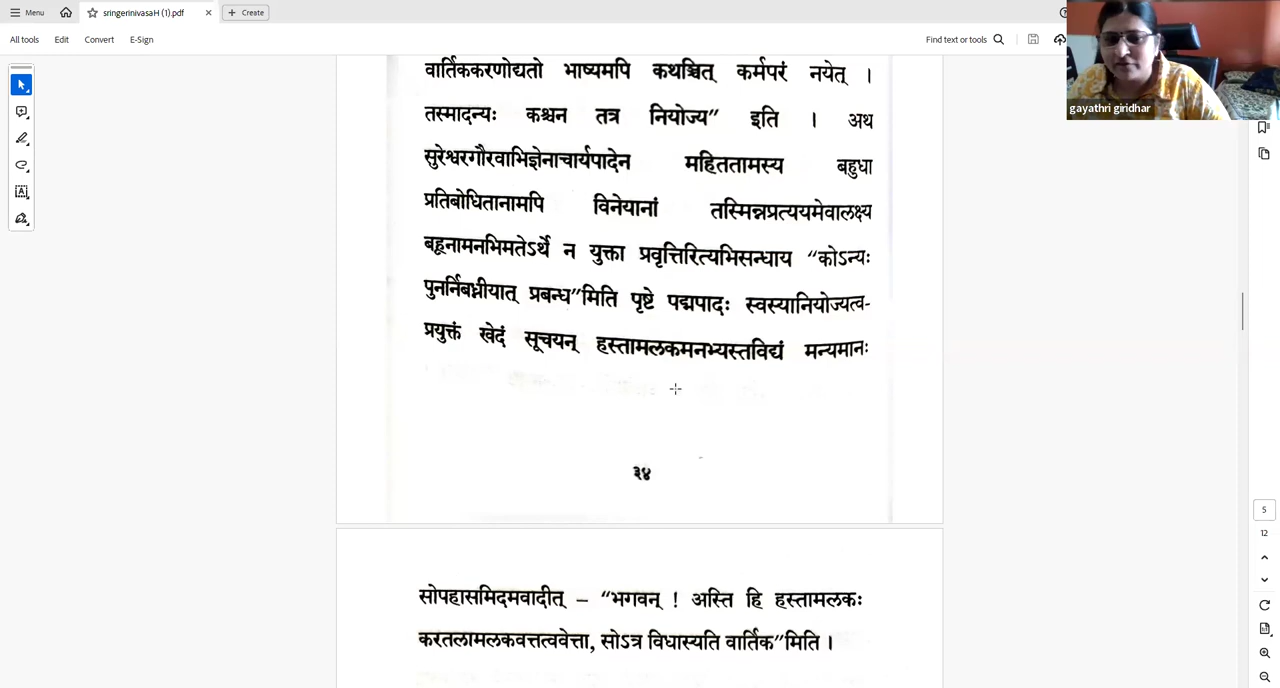 Menu
sringerinivasaH (1).pdf
Create
All tools Edit Convert E-Sign
Find text or tools
gayathri giridhar
वार्तिककरणोद्यतो भाष्यमपि कथञ्चित् कर्मपरं नयेत् ।
तस्मादन्यः कश्चन तत्र नियोज्य” इति । अथ
सुरेश्वरगौरवाभिज्ञेनाचार्यपादेन महिततामस्य बहुधा
प्रतिबोधितानामपि विनेयानां तस्मिन्नप्रत्ययमेवालक्ष्य
बहूनामनभिमतेऽर्थे न युक्ता प्रवृत्तिरित्यभिसन्धाय “कोऽन्यः
पुनर्निबध्नीयात् प्रबन्ध”मिति पृष्टे पद्मपादः स्वस्यानियोज्यत्व-
प्रयुक्तं खेदं सूचयन् हस्तामलकमनभ्यस्तविद्यं मन्यमानः
३४
5
12
सोपहासमिदमवादीत् – “भगवन् ! अस्ति हि हस्तामलकः
करतलामलकवत्तत्ववेत्ता, सोऽत्र विधास्यति वार्तिक”मिति ।